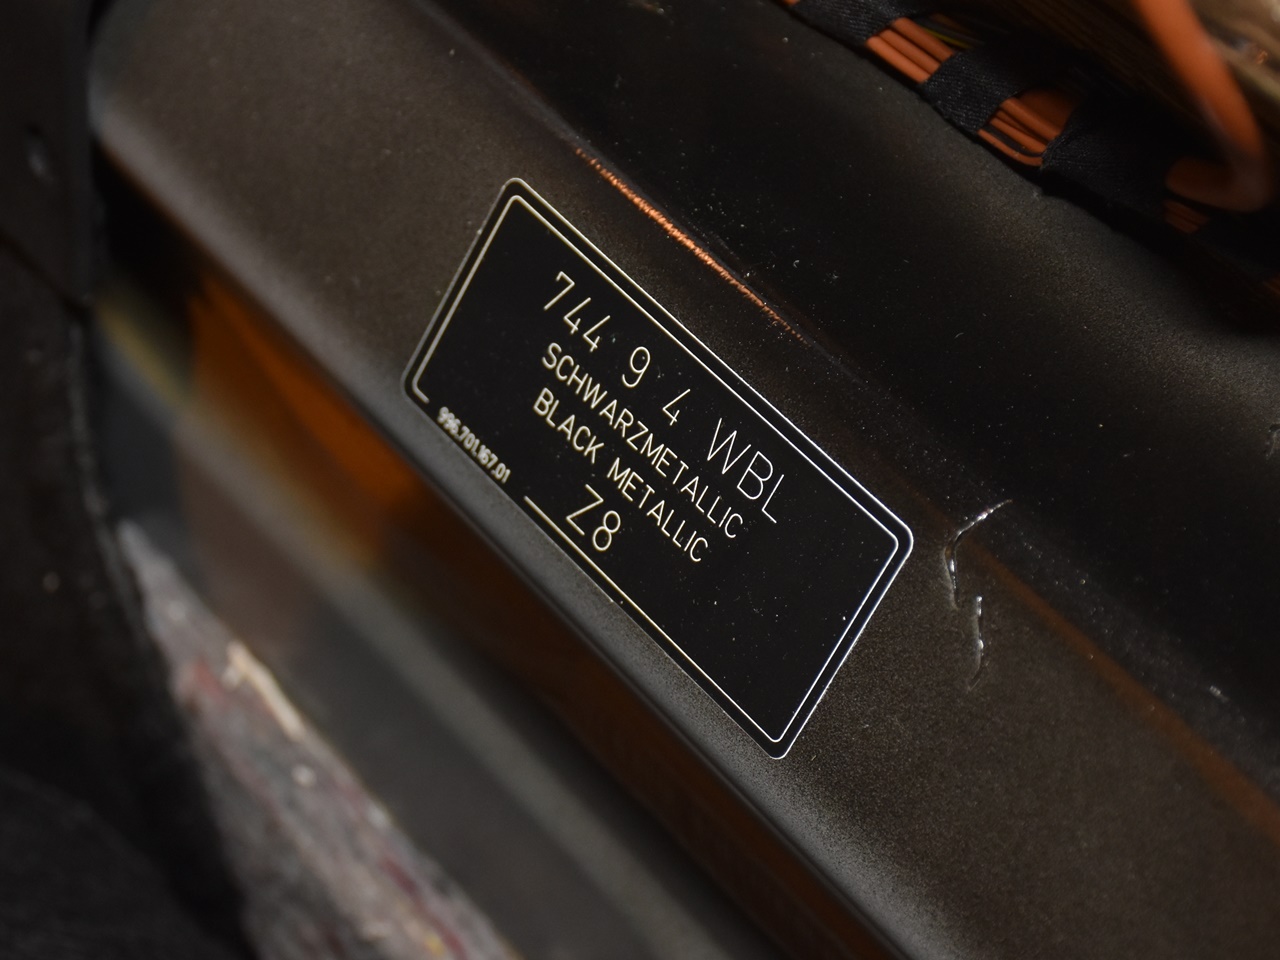 744 9 4 WBL
SCHWARZMETALLIC
BLACK METALLIC
Z8
996.701.167.01